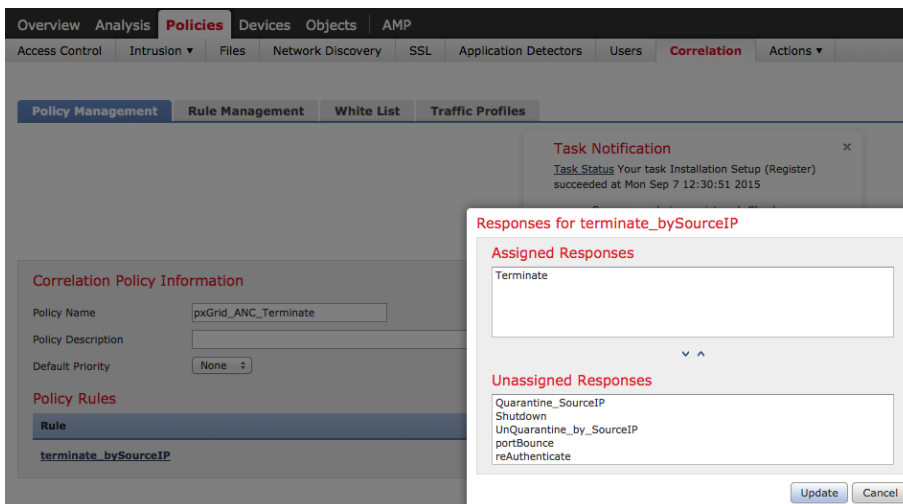 Overview Analysis Policies Devices Objects AMP
Access Control Intrusion ▾ Files Network Discovery SSL Application Detectors Users Correlation Actions ▾
Policy Management Rule Management White List Traffic Profiles
Task Notification ×
Task Status Your task Installation Setup (Register)
succeeded at Mon Sep 7 12:30:51 2015
Responses for terminate_bySourceIP
Assigned Responses
Terminate
Unassigned Responses
Quarantine_SourceIP
Shutdown
UnQuarantine_by_SourceIP
portBounce
reAuthenticate
Update Cancel
Correlation Policy Information
Policy Name pxGrid_ANC_Terminate
Policy Description
Default Priority None
Policy Rules
Rule
terminate_bySourceIP